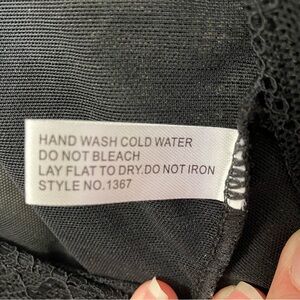 HAND WASH COLD WATER
DO NOT BLEACH
LAY FLAT TO DRY.DO NOT IRON
STYLE NO.1367